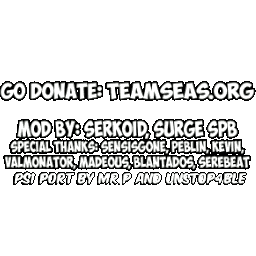 GO DONATE: TEAMSEAS.ORG
MOD BY: SERKOID, SURGE SPB
SPECIAL THANKS: SENSISGONE, PEBLIN, KEVIN,
VALMONATOR, MADEOUS, BLANTADOS, SEREBEAT
PSI PORT BY MR P AND UNSTOP4BLE